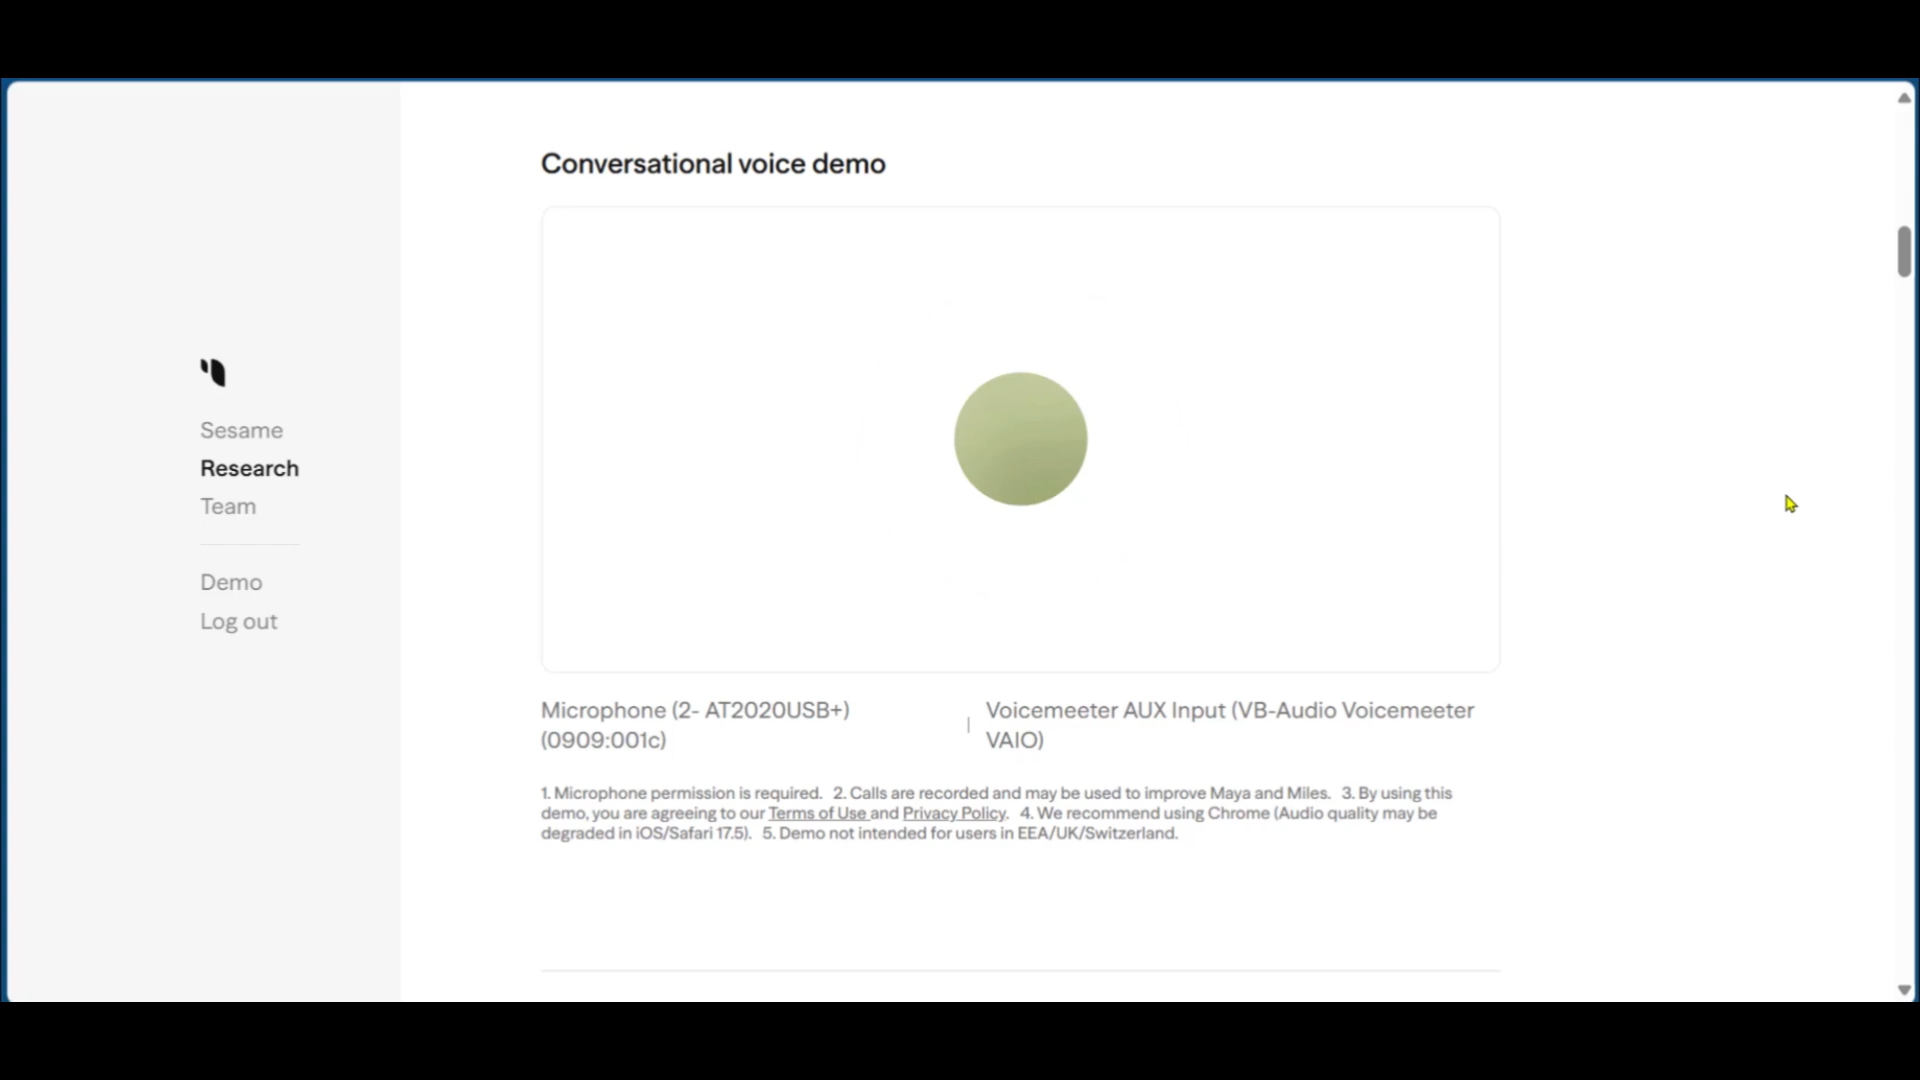 Conversational voice demo
Sesame
Research
Team
Demo
Log out
Microphone (2- AT2020USB+)
(0909:001c)
Voicemeeter AUX Input (VB-Audio Voicemeeter
VAIO)
1. Microphone permission is required. 2. Calls are recorded and may be used to improve Maya and Miles. 3. By using this
demo, you are agreeing to our Terms of Use and Privacy Policy. 4. We recommend using Chrome (Audio quality may be
degraded in iOS/Safari 17.5). 5. Demo not intended for users in EEA/UK/Switzerland.